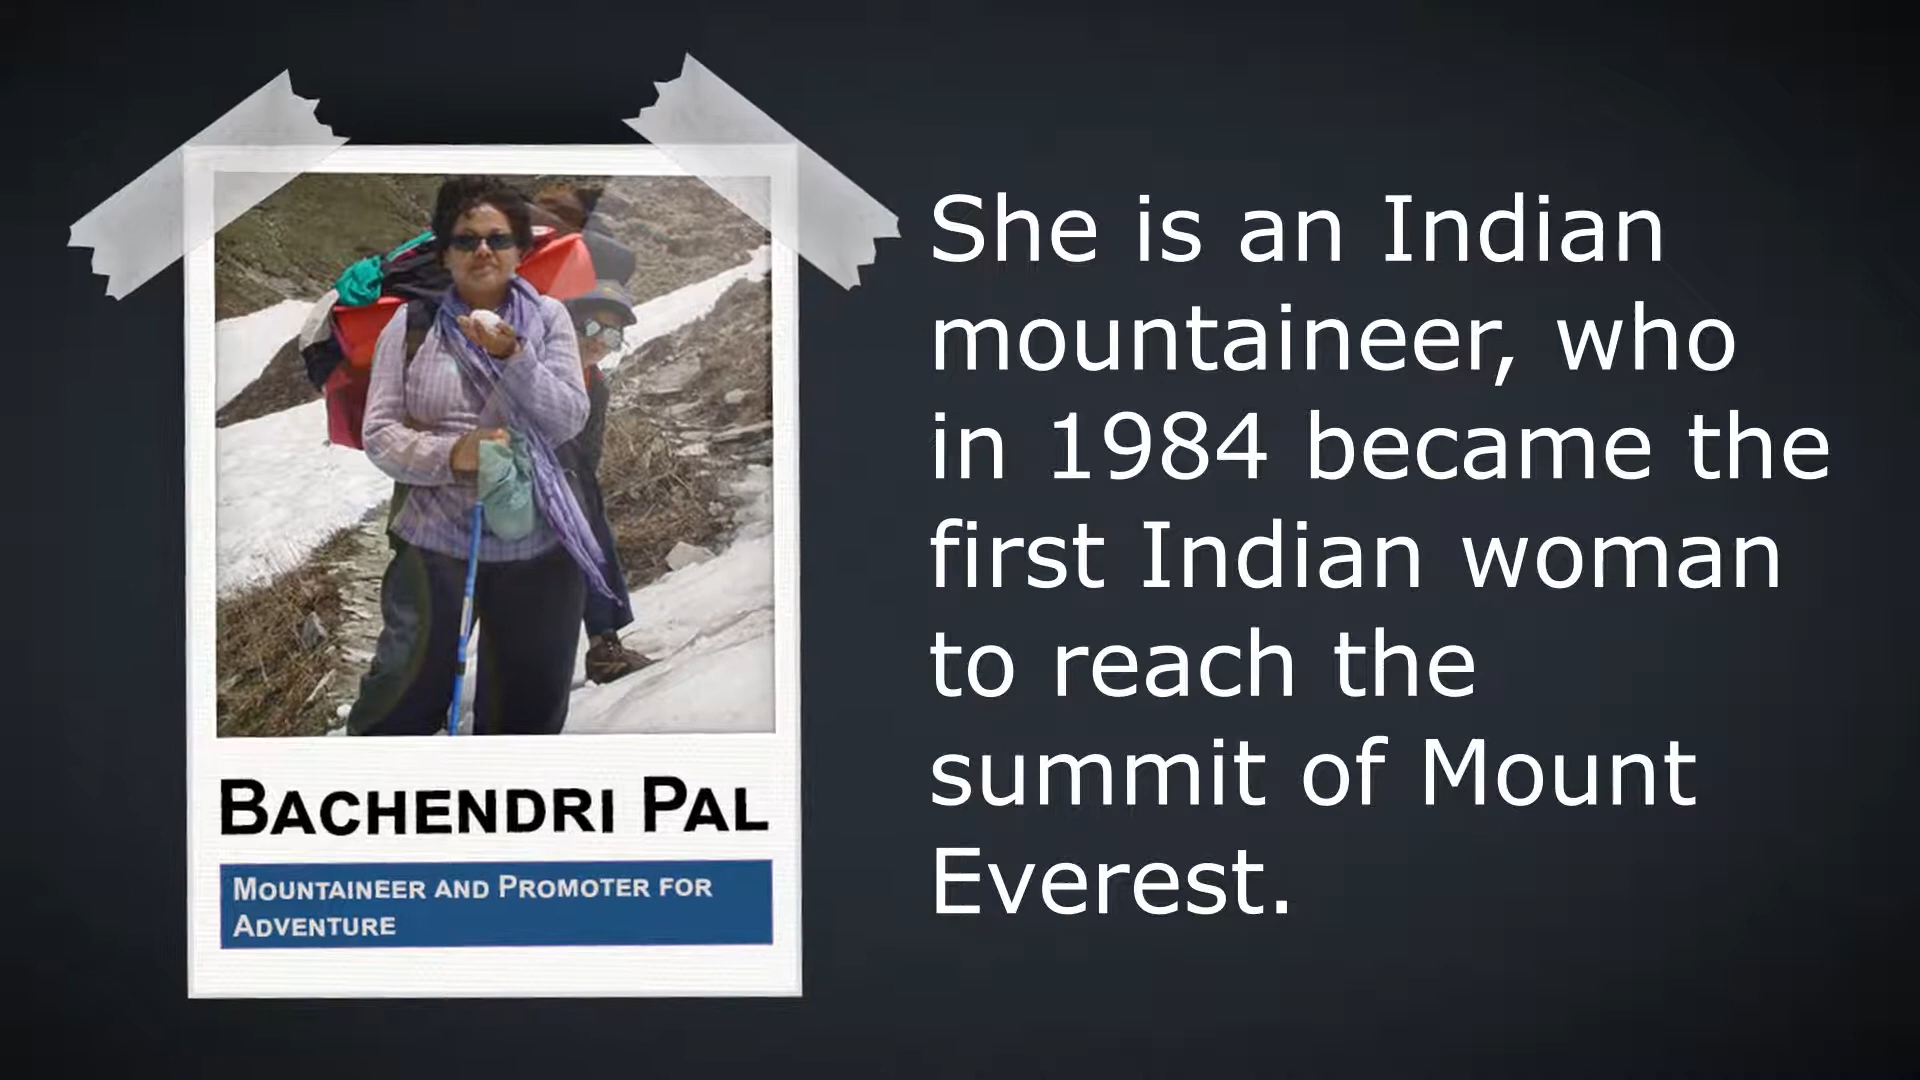 She is an Indian
mountaineer, who
in 1984 became the
first Indian woman
to reach the
summit of Mount
Everest.
BACHENDRI PAL
MOUNTAINEER AND PROMOTER FOR
ADVENTURE